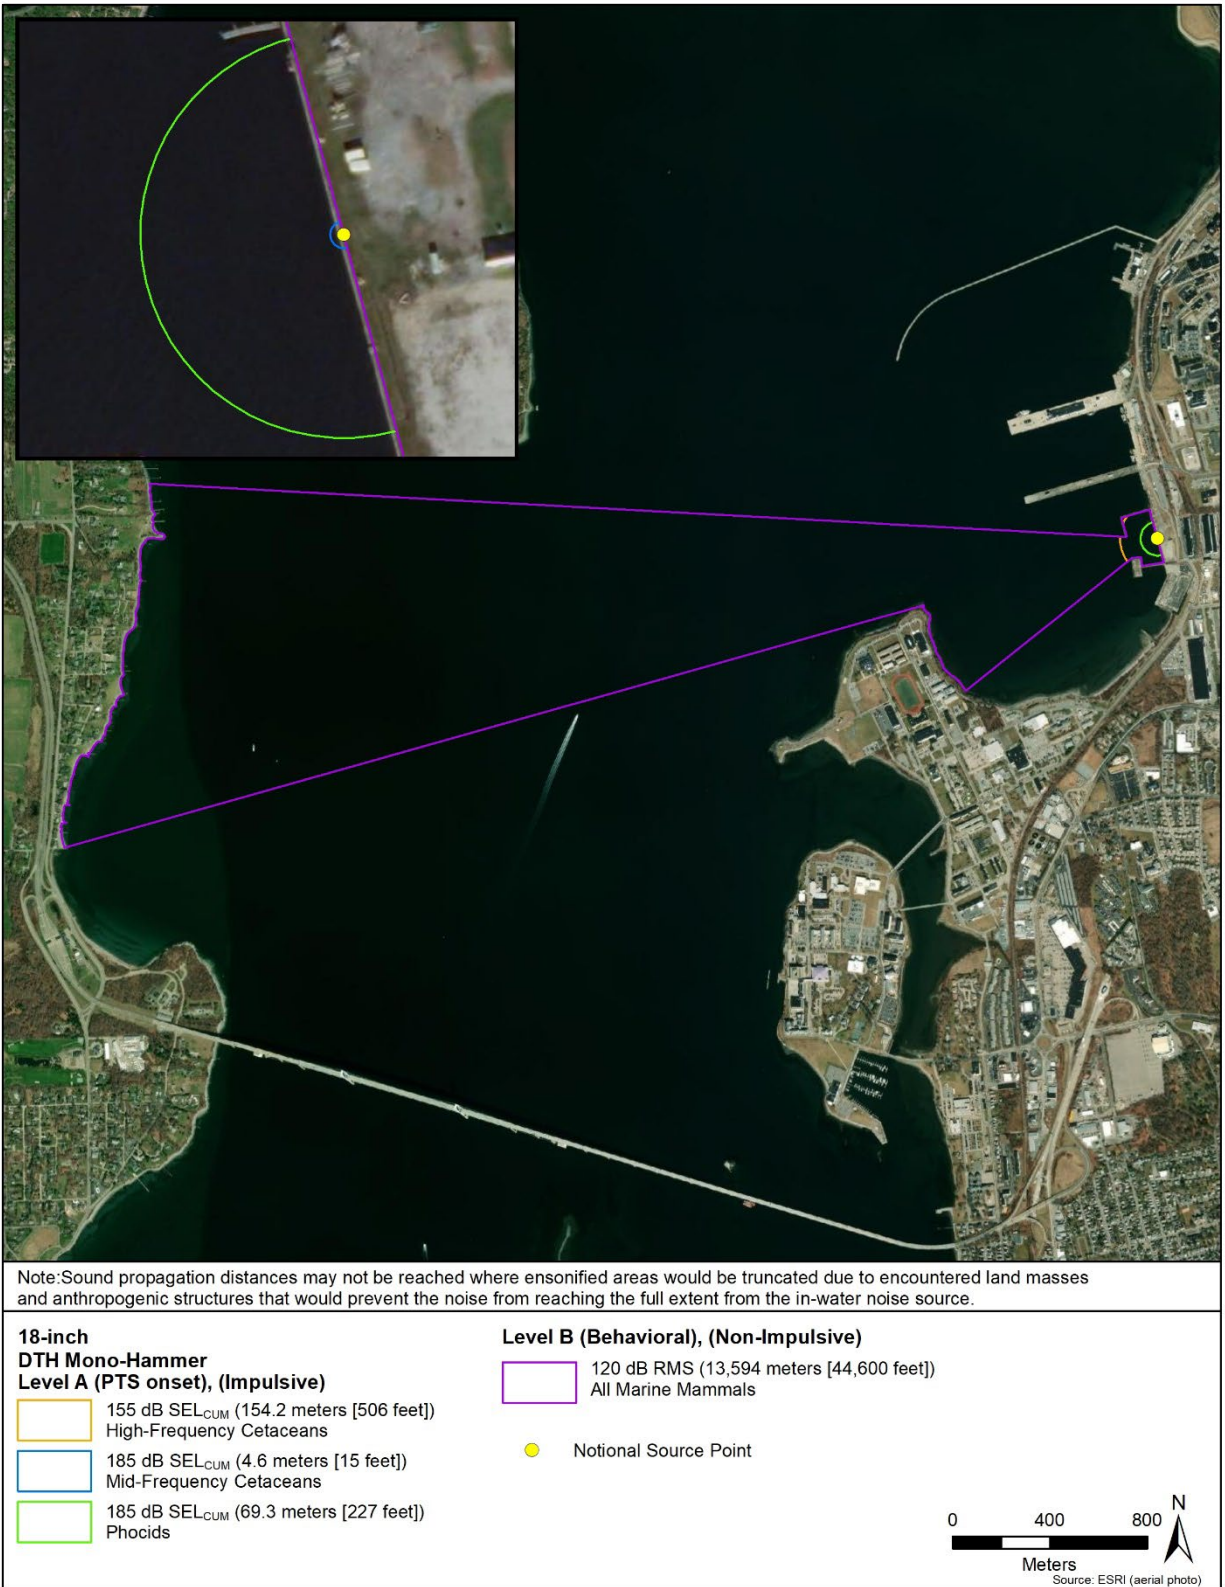 Note:Sound propagation distances may not be reached where ensonified areas would be truncated due to encountered land masses
and anthropogenic structures that would prevent the noise from reaching the full extent from the in-water noise source.
18-inch
DTH Mono-Hammer
Level A (PTS onset), (Impulsive)
155 dB SELCUM (154.2 meters [506 feet])
High-Frequency Cetaceans
185 dB SELCUM (4.6 meters [15 feet])
Mid-Frequency Cetaceans
185 dB SELCUM (69.3 meters [227 feet])
Phocids
Level B (Behavioral), (Non-Impulsive)
120 dB RMS (13,594 meters [44,600 feet])
All Marine Mammals
Notional Source Point
N
0 400 800
Meters
Source: ESRI (aerial photo)